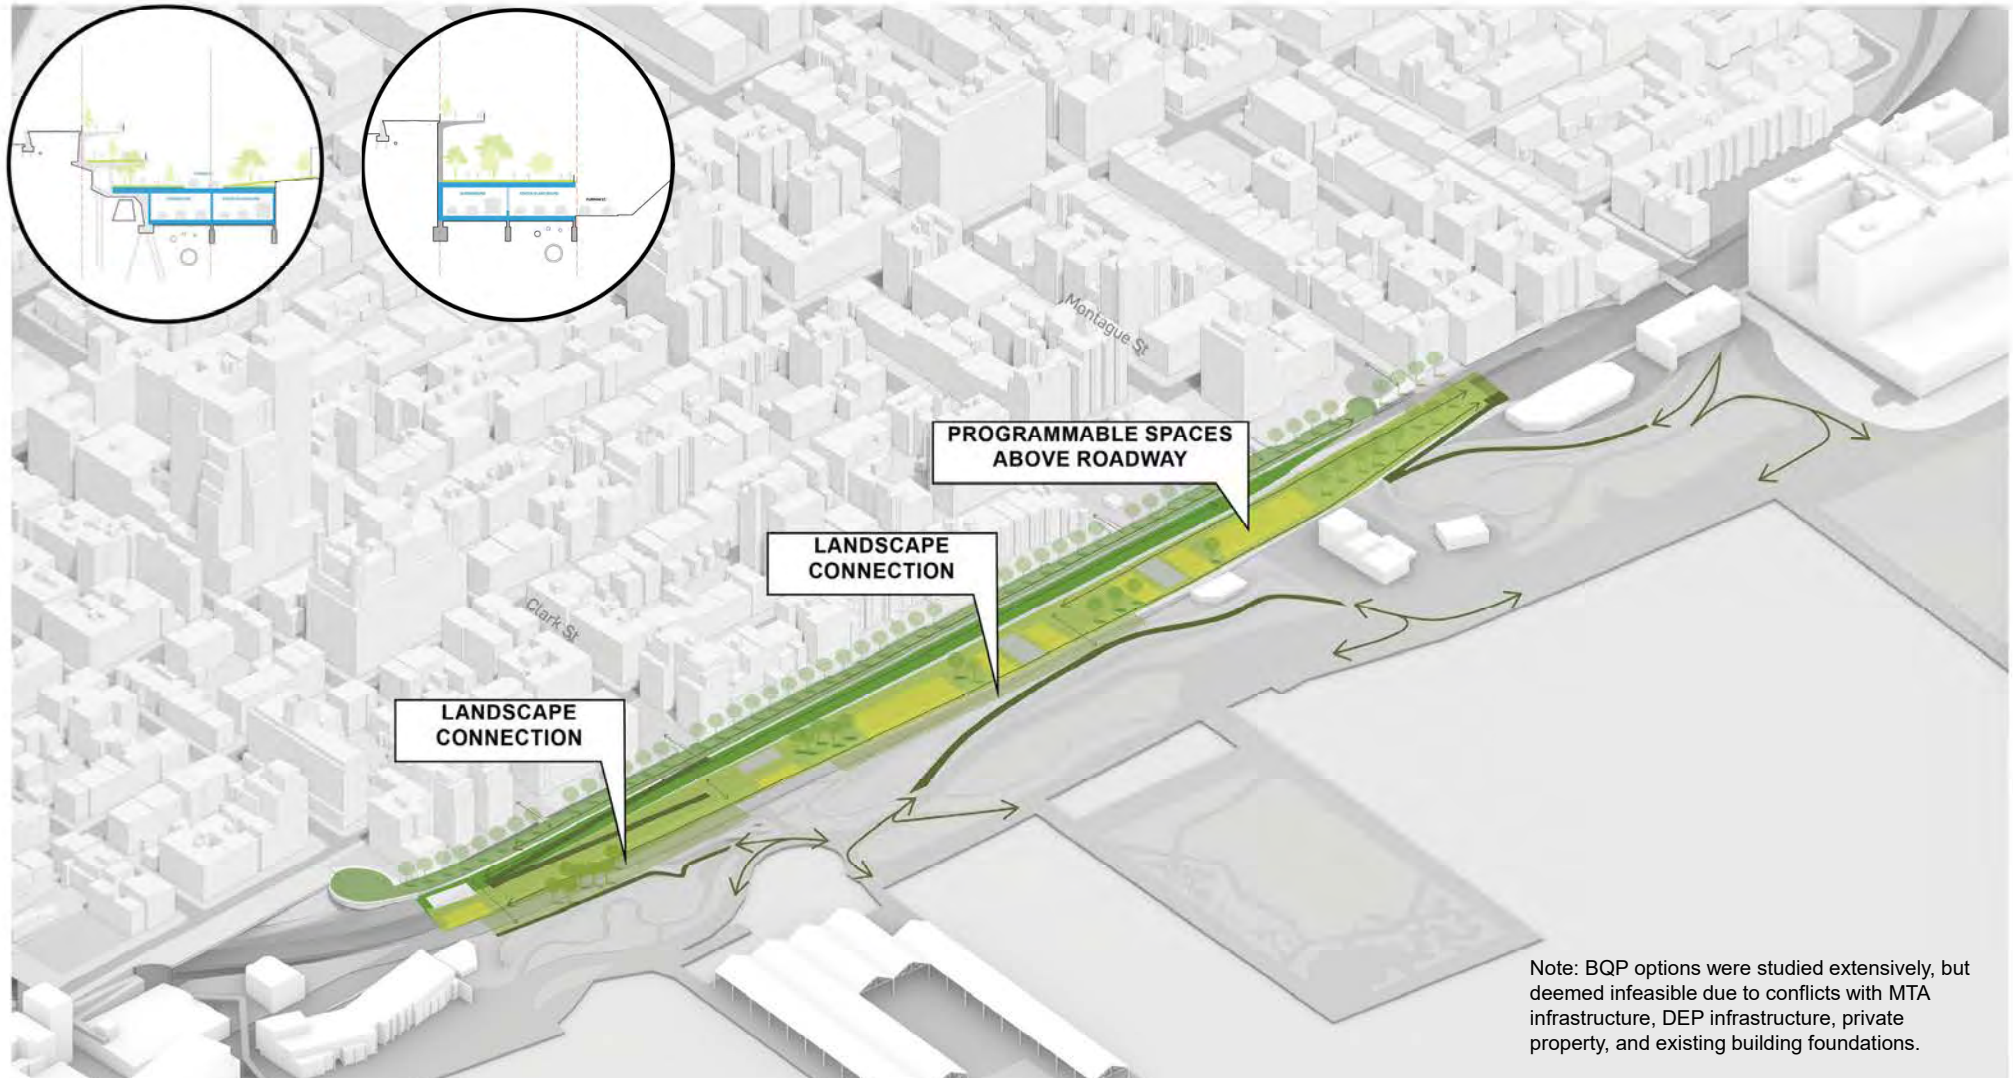 Montague St
PROGRAMMABLE SPACES
ABOVE ROADWAY
LANDSCAPE
CONNECTION
Clark St
LANDSCAPE
CONNECTION
Note: BQP options were studied extensively, but
deemed infeasible due to conflicts with MTA
infrastructure, DEP infrastructure, private
property, and existing building foundations.